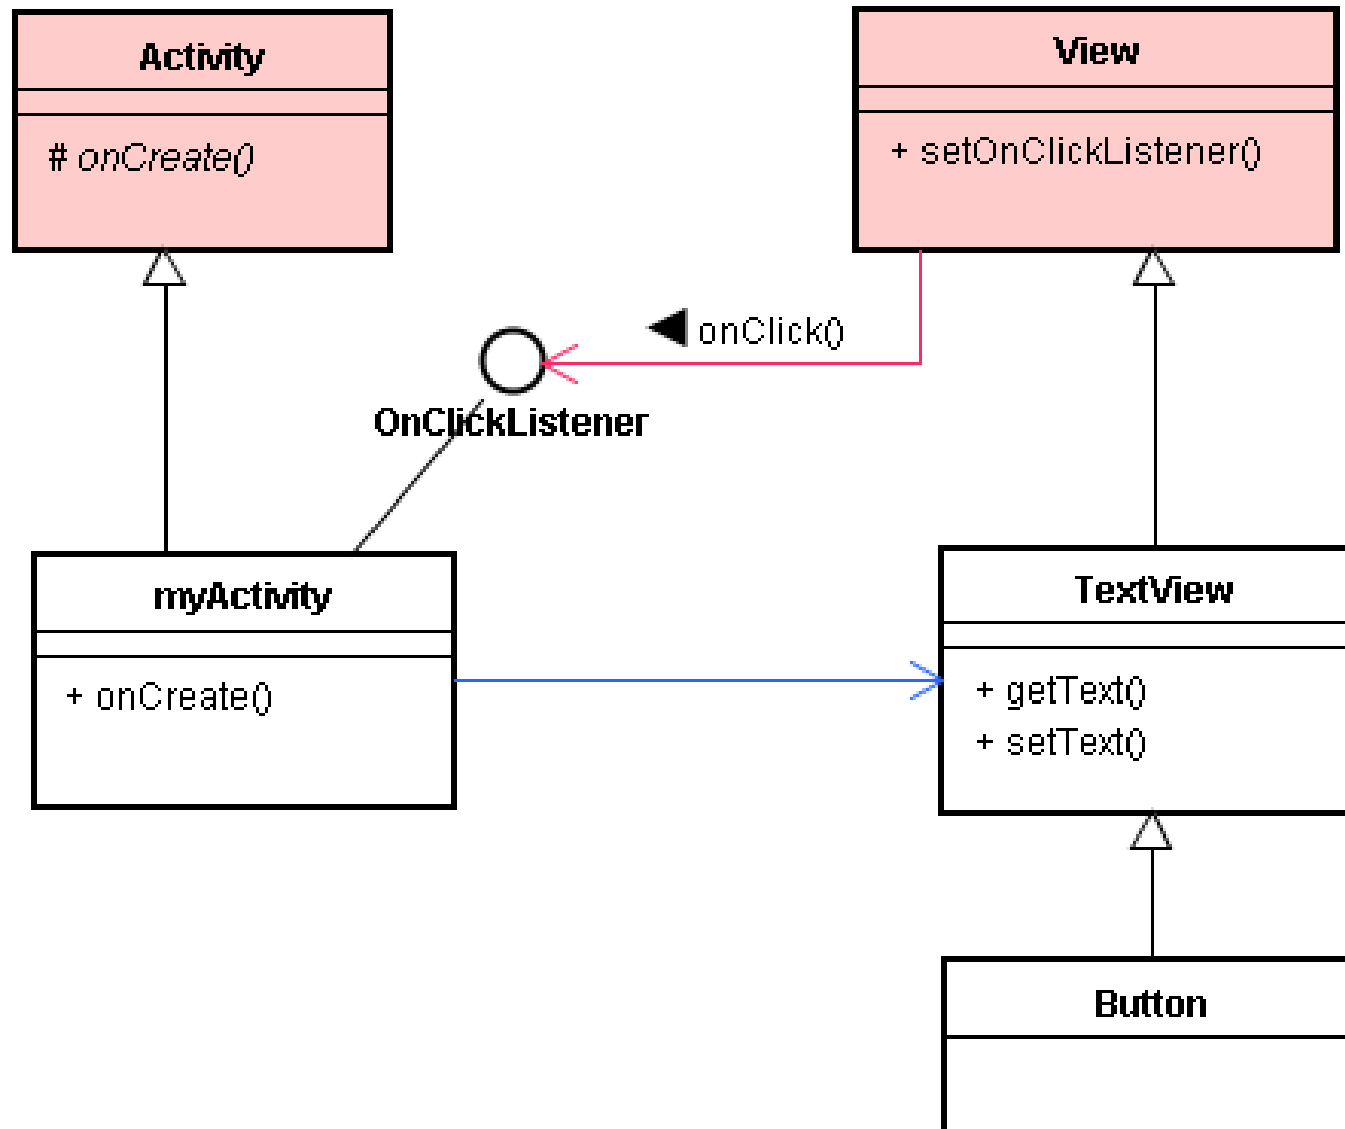 Activity
# onCreate()
View
+ setOnClickListener()
onClick()
OnClickListener
myActivity
+ onCreate()
TextView
+ getText()
+ setText()
Button